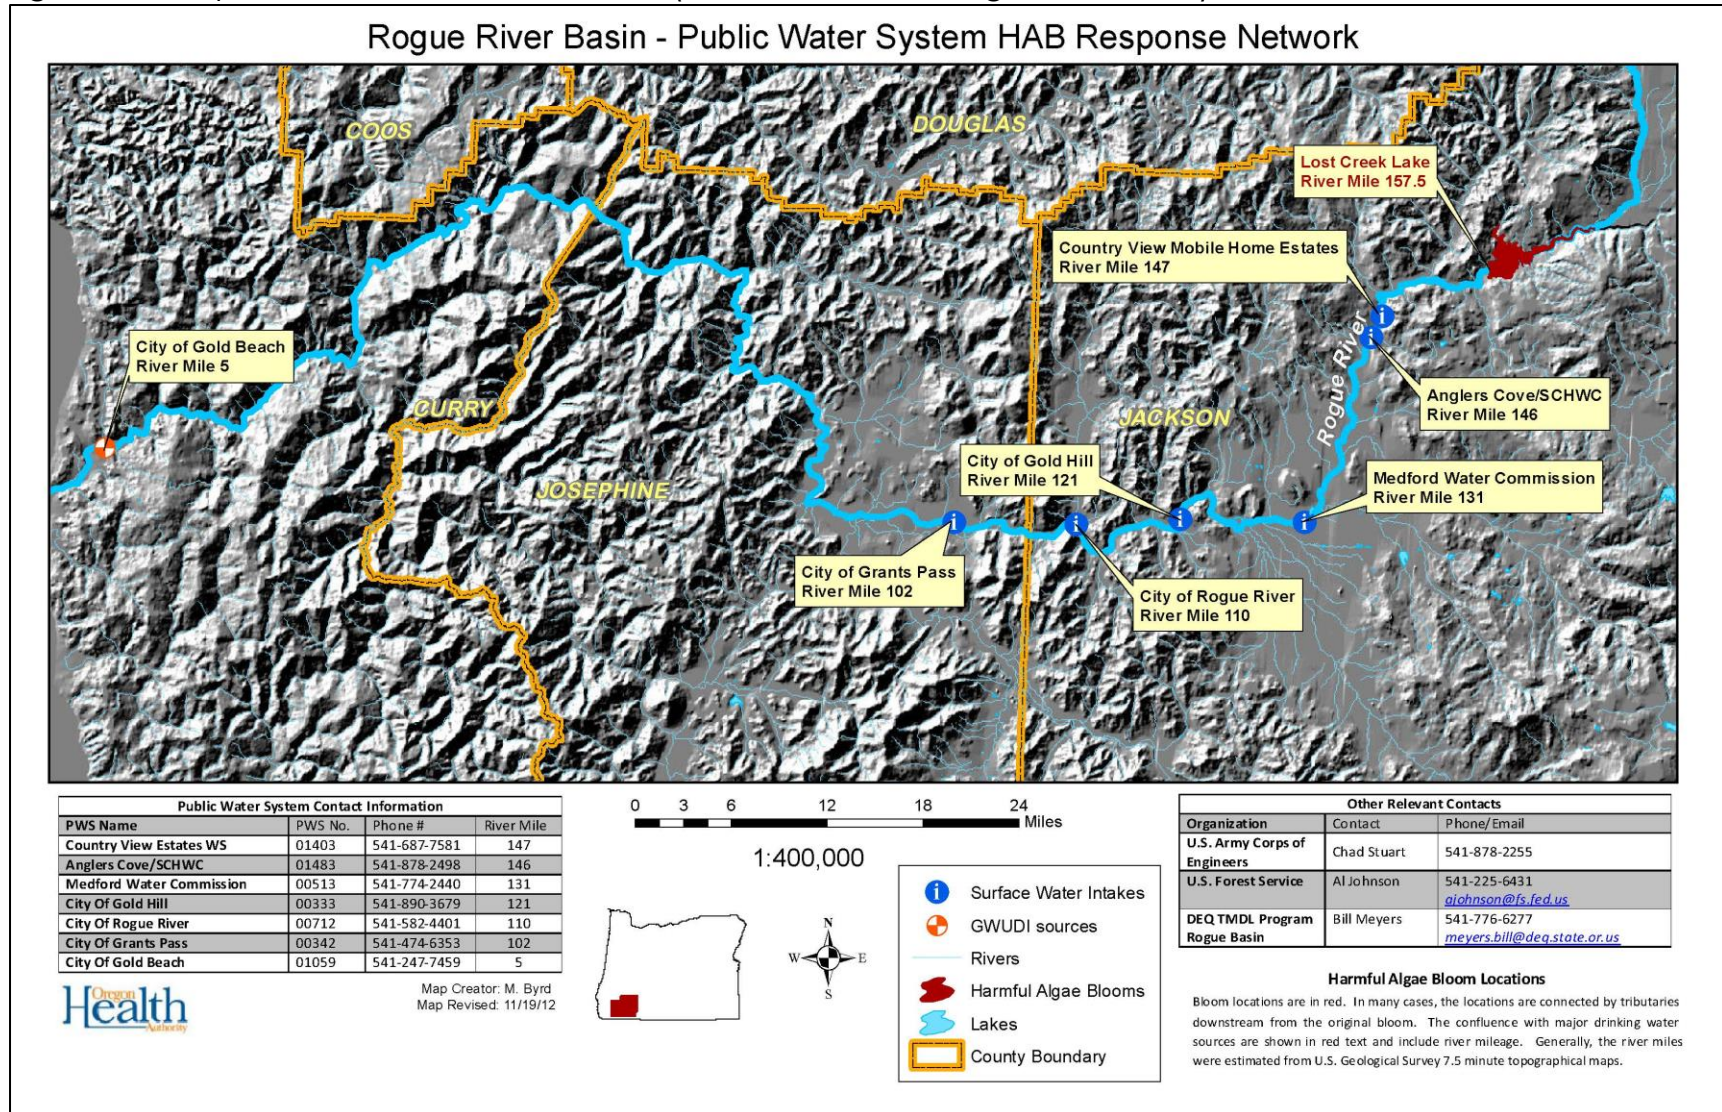 Rogue River Basin - Public Water System HAB Response Network
COOS
DOUGLAS
Lost Creek Lake
River Mile 157.5
Country View Mobile Home Estates
River Mile 147
City of Gold Beach
River Mile 5
Rogue River
Anglers Cove/SCHWC
River Mile 146
CURRY
JACKSON
JOSEPHINE
City of Gold Hill
River Mile 121
Medford Water Commission
River Mile 131
City of Grants Pass
River Mile 102
City of Rogue River
River Mile 110
Public Water System Contact Information
PWS Name PWS No. Phone # River Mile
Country View Estates WS 01403 541-687-7581 147
Anglers Cove/SCHWC 01483 541-878-2498 146
Medford Water Commission 00513 541-774-2440 131
City Of Gold Hill 00333 541-890-3679 121
City Of Rogue River 00712 541-582-4401 110
City Of Grants Pass 00342 541-474-6353 102
City Of Gold Beach 01059 541-247-7459 5
Oregon
Health
Authority
Map Creator: M. Byrd
Map Revised: 11/19/12
0 3 6 12 18 24
Miles
1:400,000
N
W E
S
Surface Water Intakes
GWUDI sources
Rivers
Harmful Algae Blooms
Lakes
County Boundary
Other Relevant Contacts
Organization Contact Phone/Email
U.S. Army Corps of
Engineers Chad Stuart 541-878-2255
U.S. Forest Service Al Johnson 541-225-6431
ajohnson@fs.fed.us
DEQ TMDL Program Bill Meyers 541-776-6277
Rogue Basin meyers.bill@deq.state.or.us
Harmful Algae Bloom Locations
Bloom locations are in red. In many cases, the locations are connected by tributaries
downstream from the original bloom. The confluence with major drinking water
sources are shown in red text and include river mileage. Generally, the river miles
were estimated from U.S. Geological Survey 7.5 minute topographical maps.